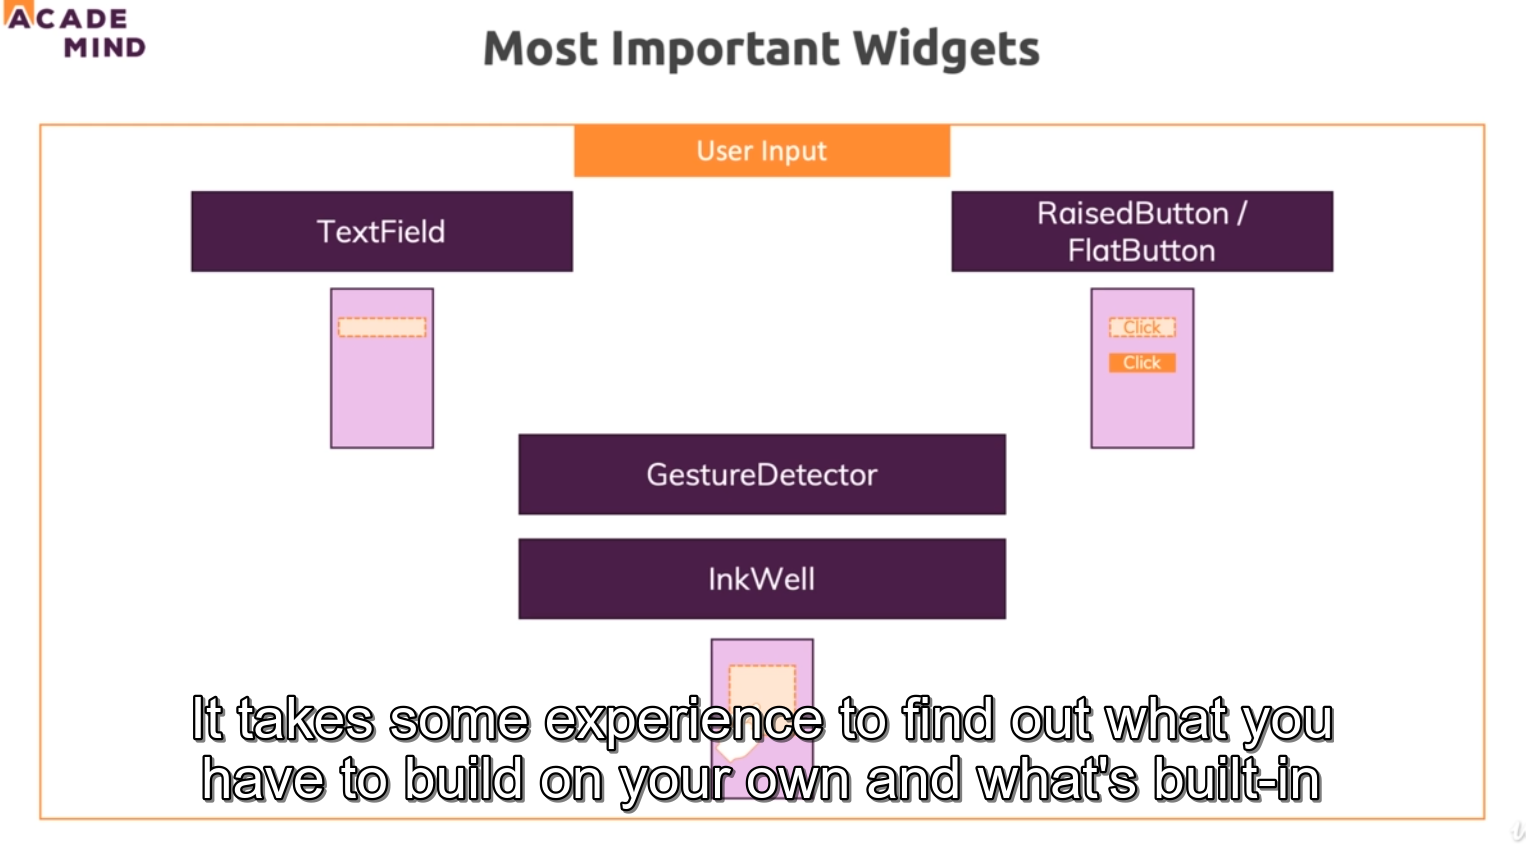 ACADE
MIND
Most Important Widgets
User Input
TextField
RaisedButton /
FlatButton
Click
Click
GestureDetector
InkWell
It takes some experience to find out what you
have to build on your own and what's built-in